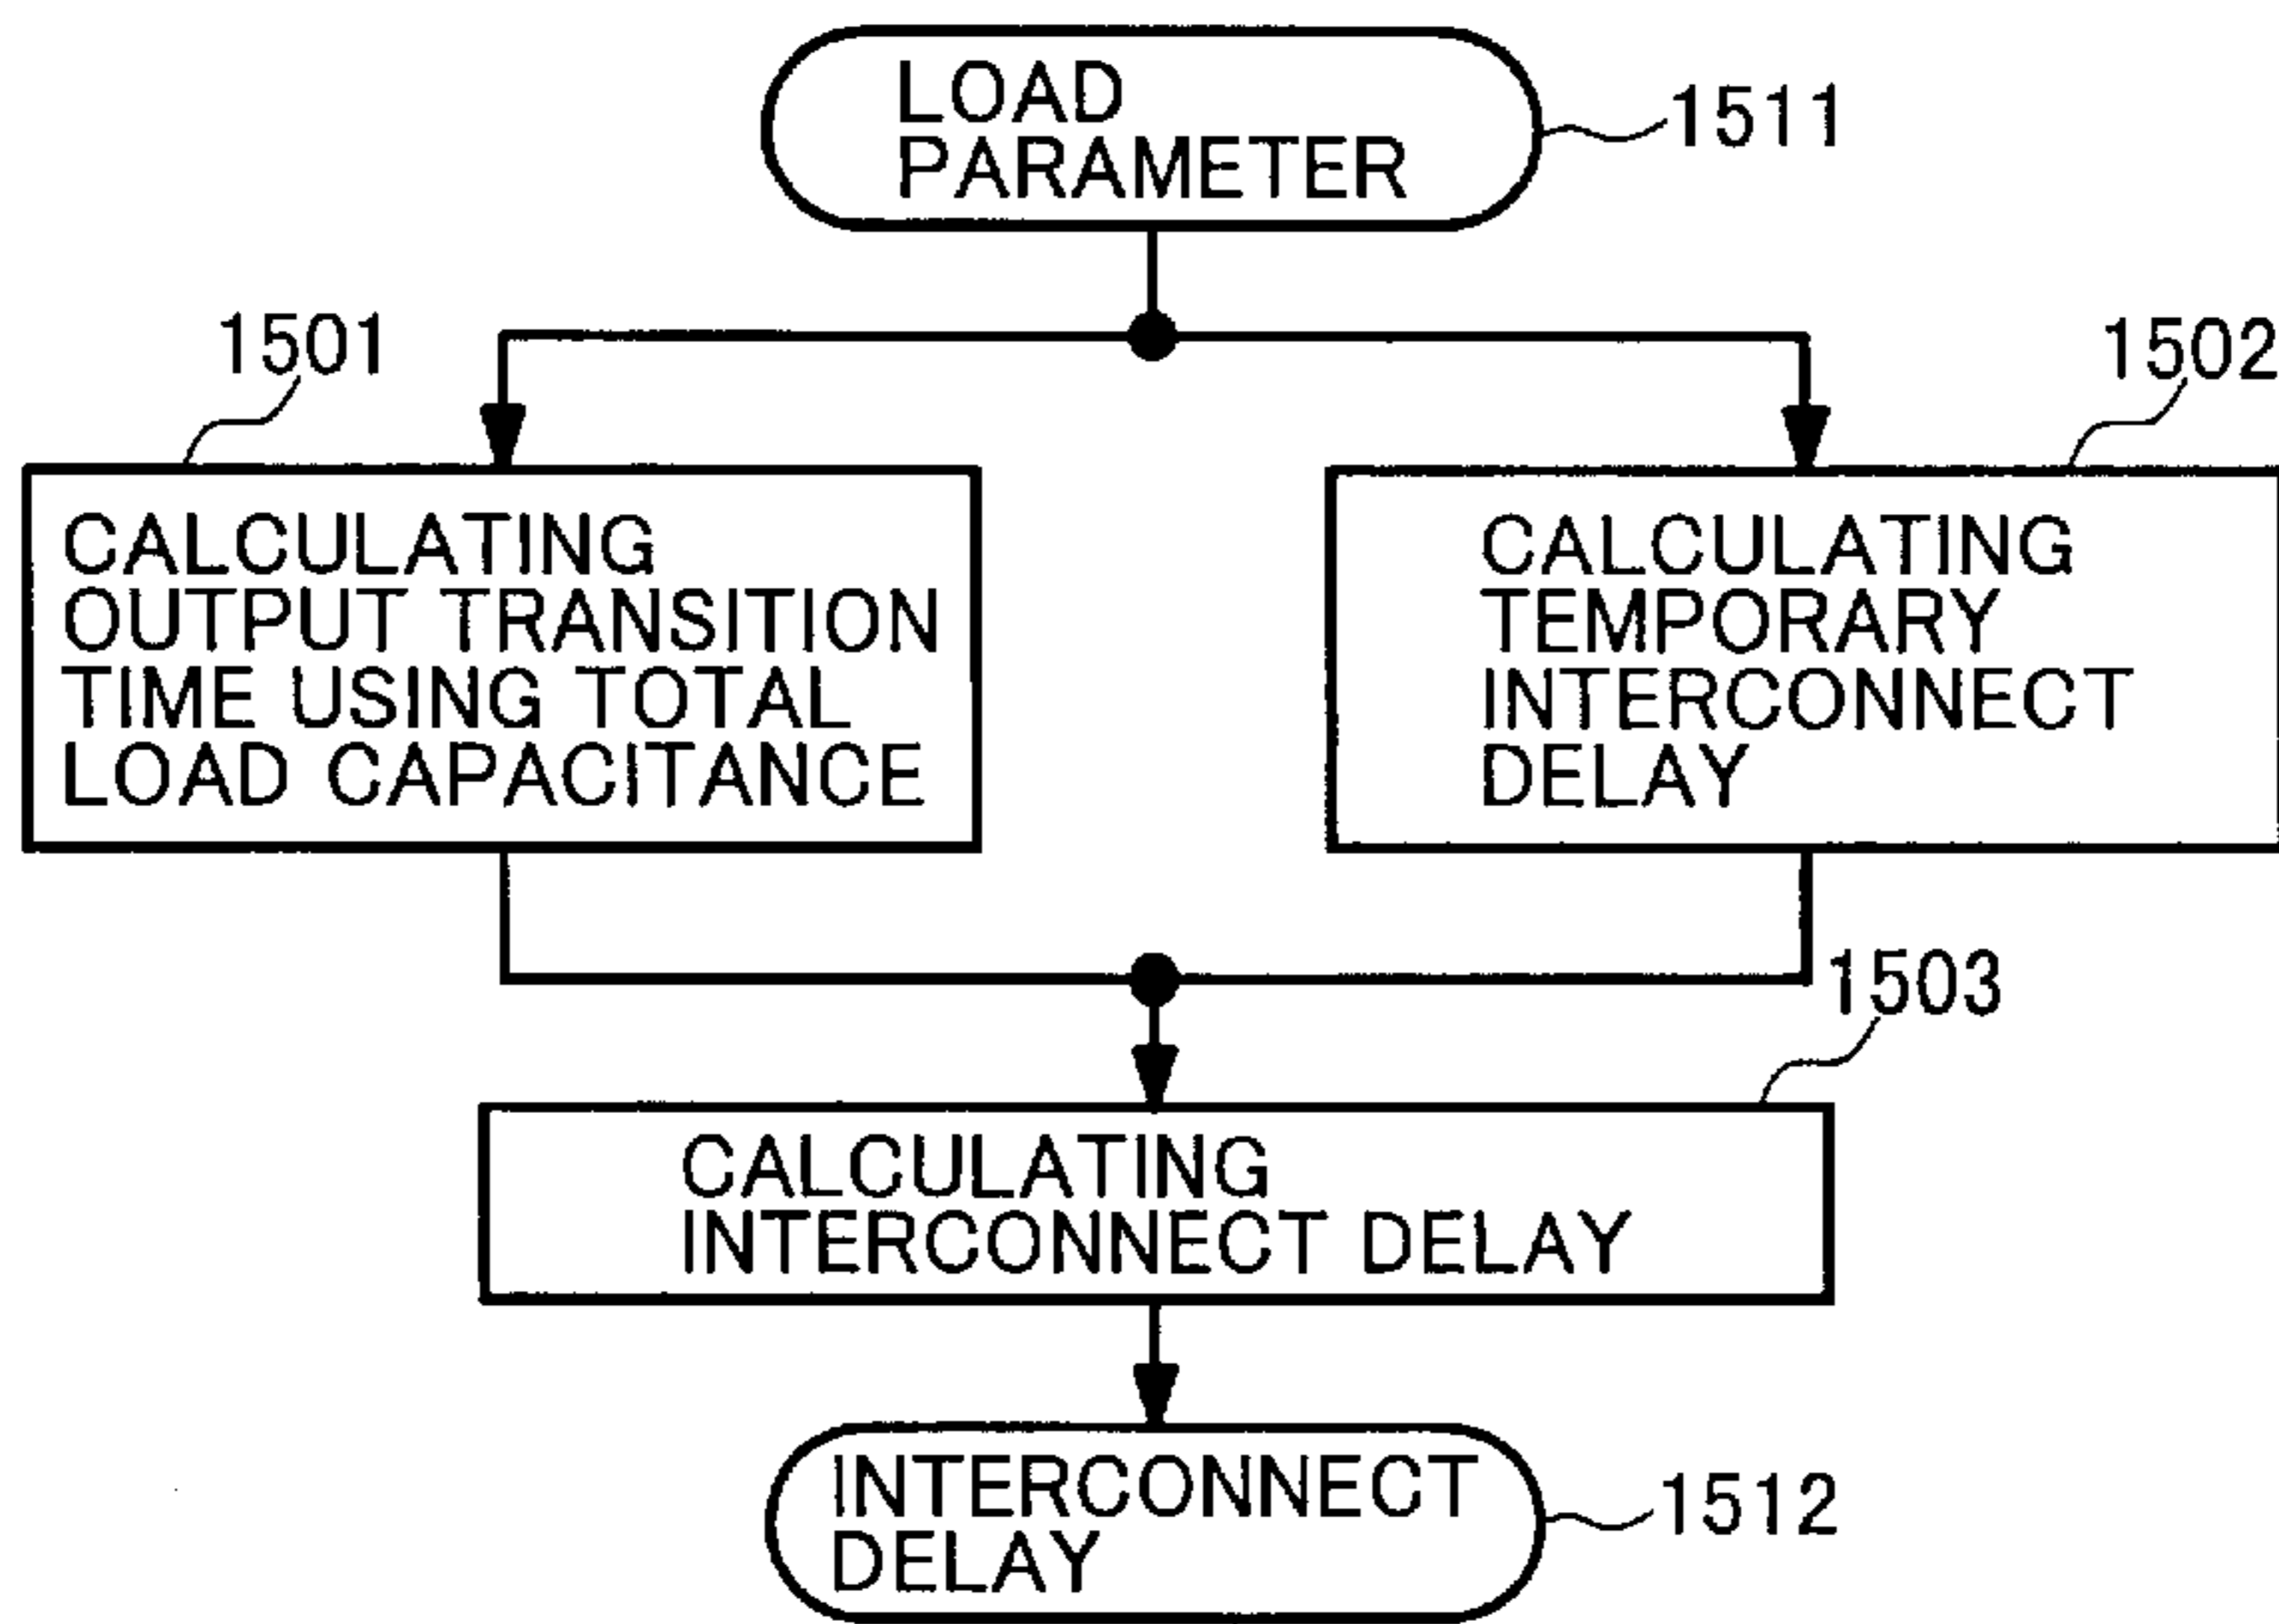 LOAD
PARAMETER
1511
1501
1502
CALCULATING
OUTPUT TRANSITION
TIME USING TOTAL
LOAD CAPACITANCE
CALCULATING
TEMPORARY
INTERCONNECT
DELAY
1503
CALCULATING
INTERCONNECT DELAY
INTERCONNECT
DELAY
1512